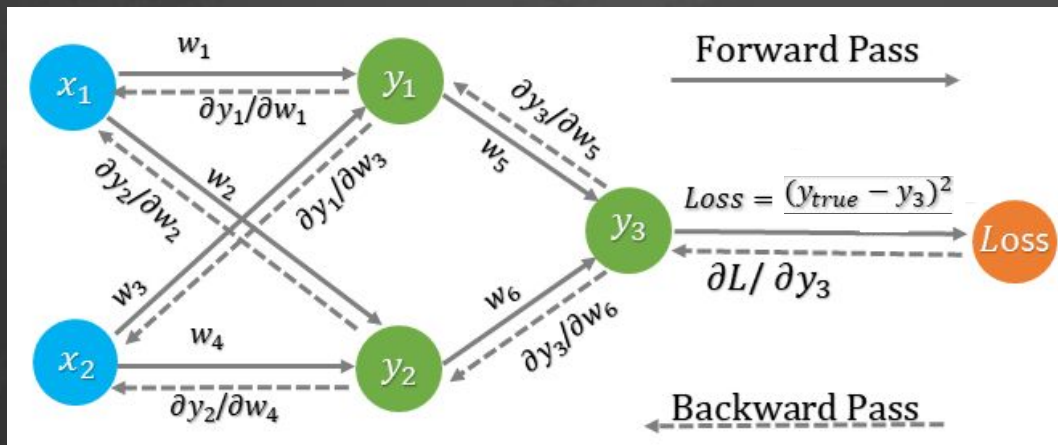 w₁
x₁
y₁
∂y₁/∂w₁
Forward Pass
∂y₃/∂w₅
w₅
w₂
∂y₂/∂w₂
∂y₁/∂w₃
w₃
y₃
Loss = (y_true − y₃)²
Loss
∂L/ ∂y₃
w₆
∂y₃/∂w₆
x₂
w₄
y₂
∂y₂/∂w₄
Backward Pass